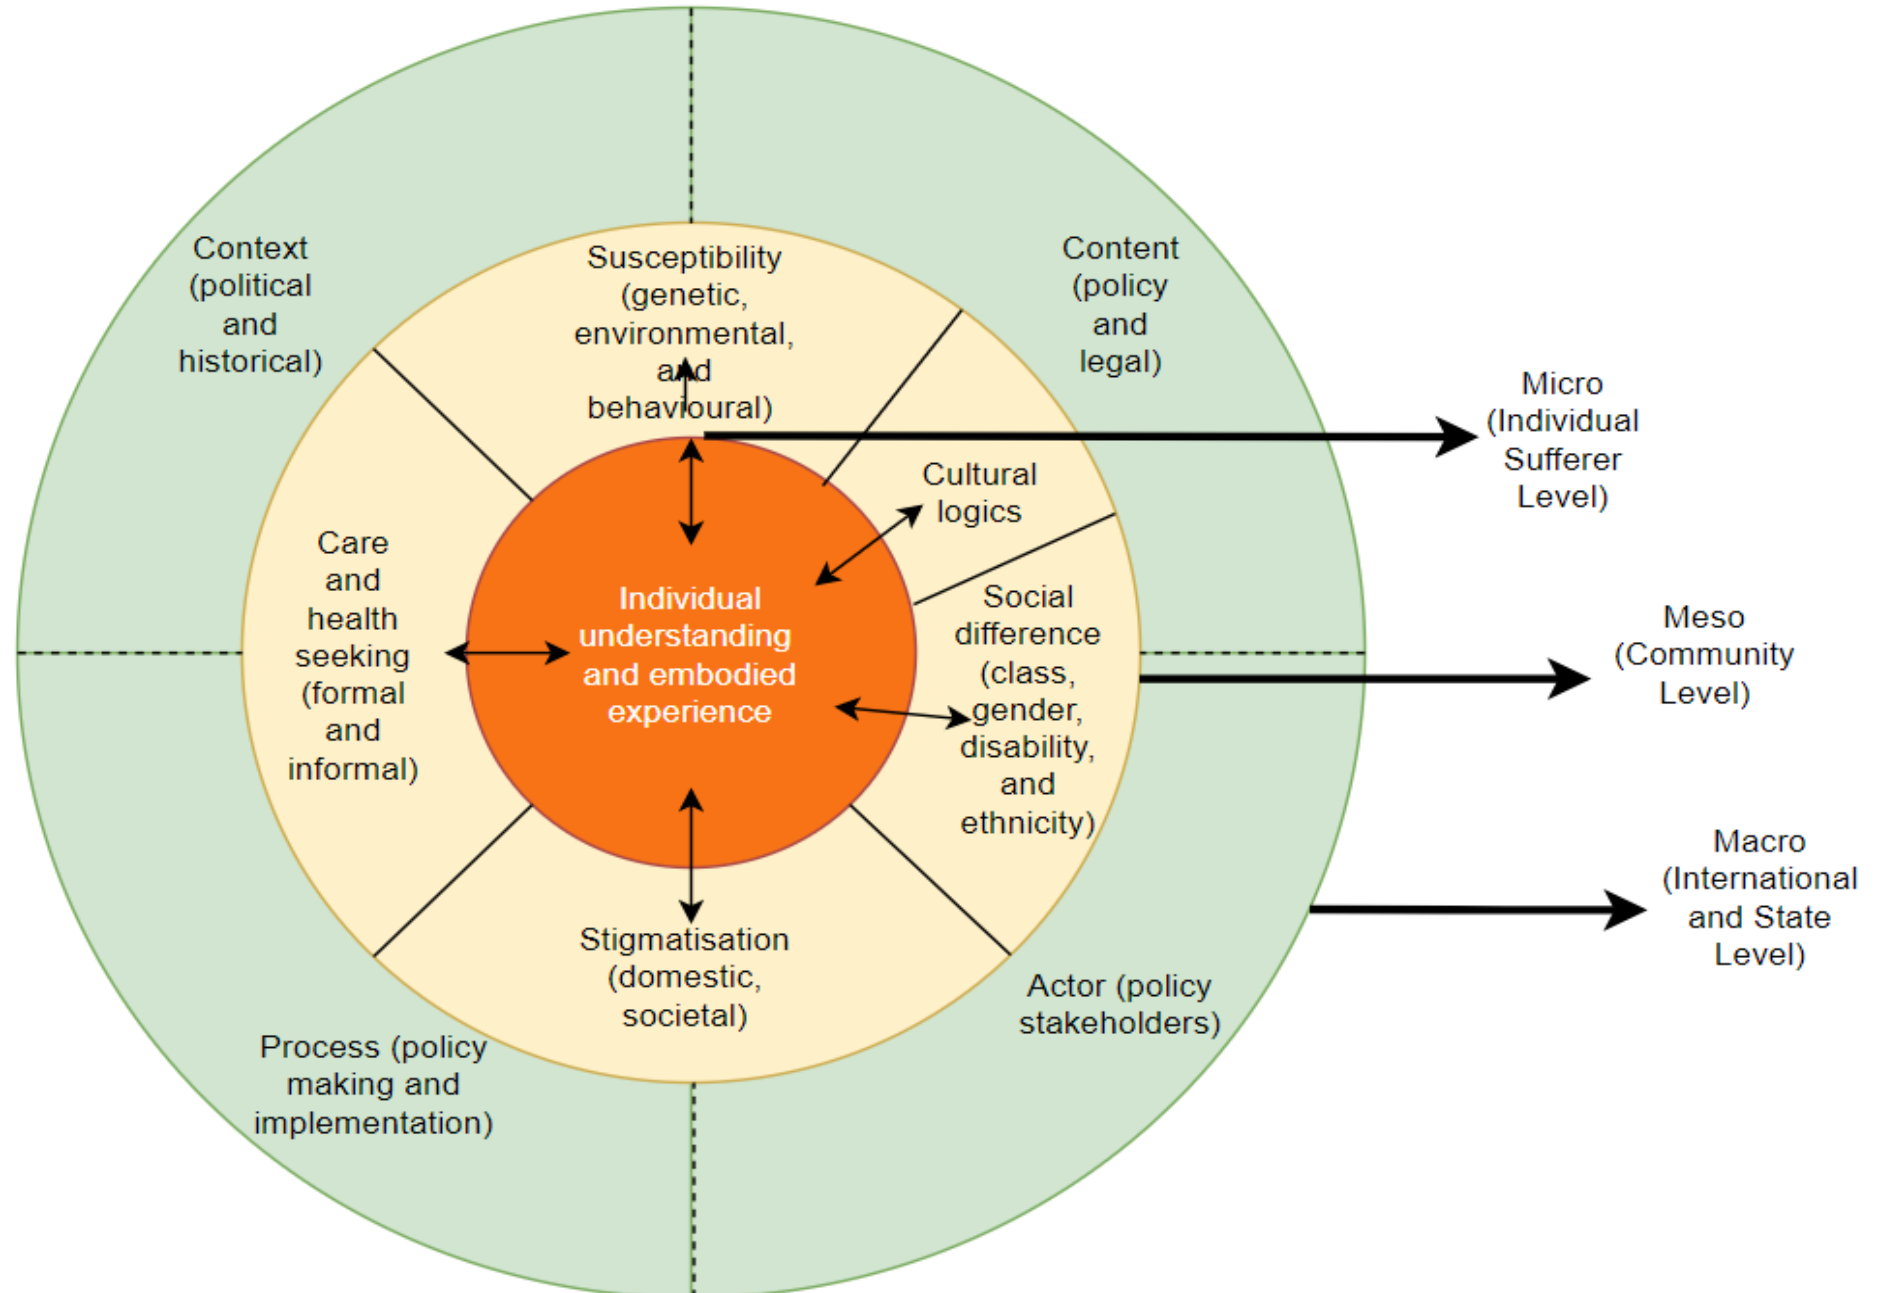 Context
(political
and
historical)
Susceptibility
(genetic,
environmental,
and
behavioural)
Content
(policy
and
legal)
Micro
(Individual
Sufferer
Level)
Cultural
logics
Care
and
health
seeking
(formal
and
informal)
Individual
understanding
and embodied
experience
Social
difference
(class,
gender,
disability,
and
ethnicity)
Meso
(Community
Level)
Macro
(International
and State
Level)
Stigmatisation
(domestic,
societal)
Actor (policy
stakeholders)
Process (policy
making and
implementation)